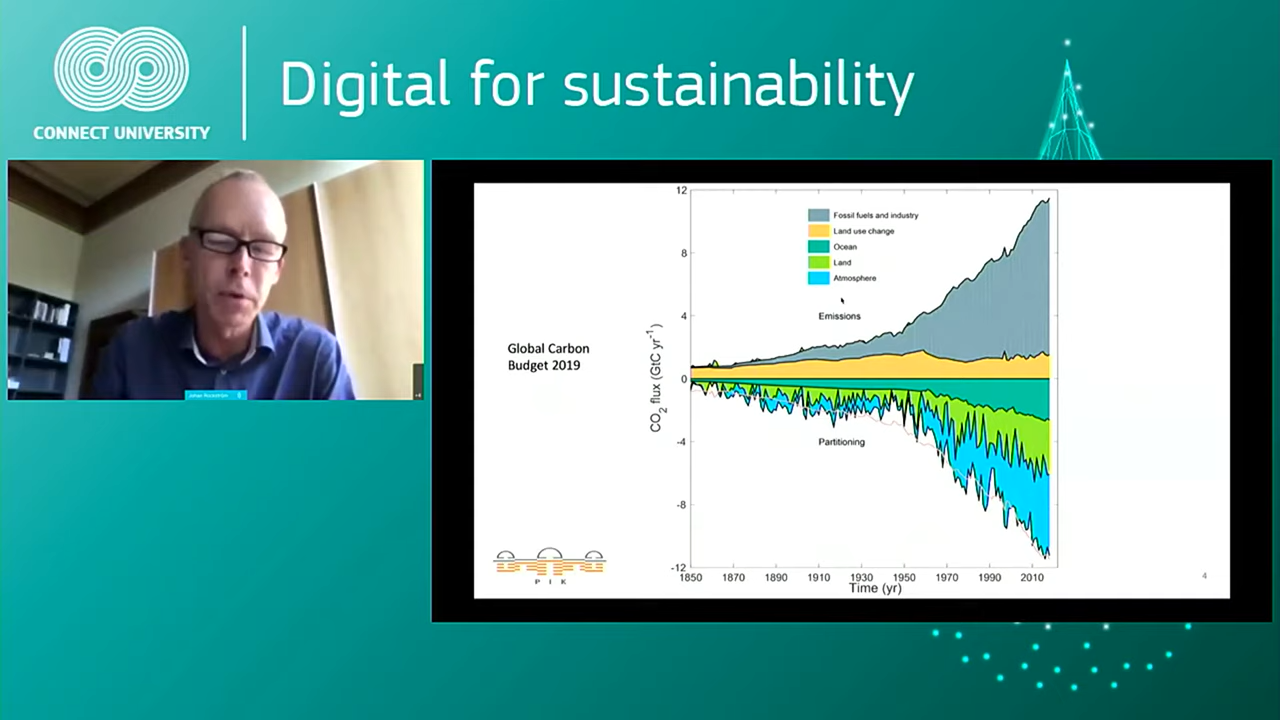 CONNECT UNIVERSITY
Digital for sustainability
Johan Rockström
Global Carbon
Budget 2019
P I K
12
8
4
0
-4
-8
-12
CO2 flux (GtC yr-1)
Fossil fuels and industry
Land use change
Ocean
Land
Atmosphere
Emissions
Partitioning
1850
1870
1890
1910
1930
1950
1970
1990
2010
Time (yr)
4